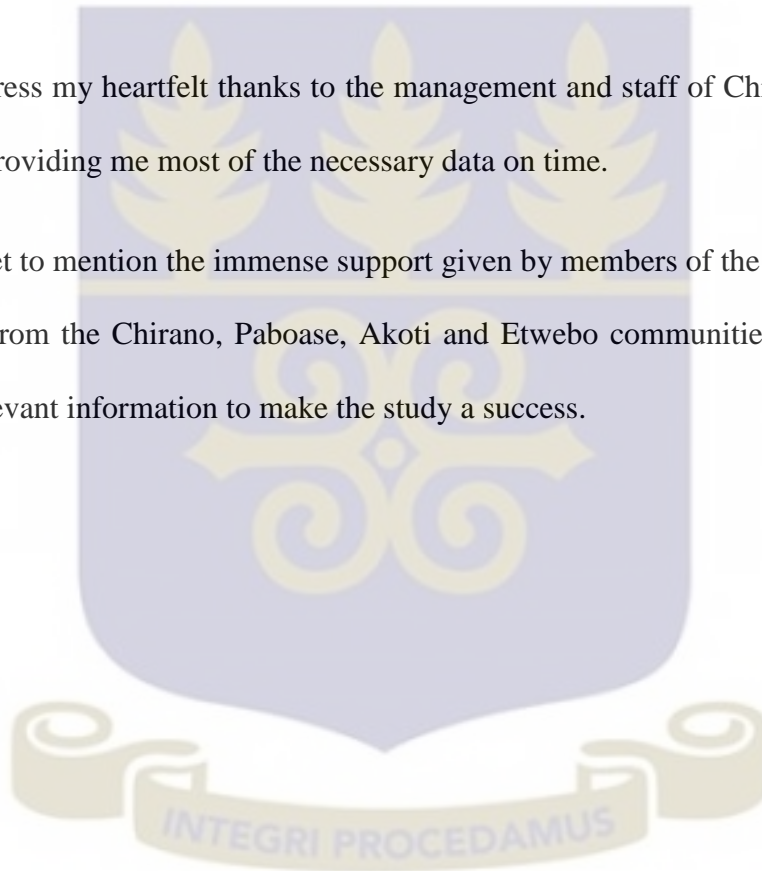 ress my heartfelt thanks to the management and staff of Ch
roviding me most of the necessary data on time.
et to mention the immense support given by members of the
rom the Chirano, Paboase, Akoti and Etwebo communitie
evant information to make the study a success.
INTEGRI PROCEDAMUS